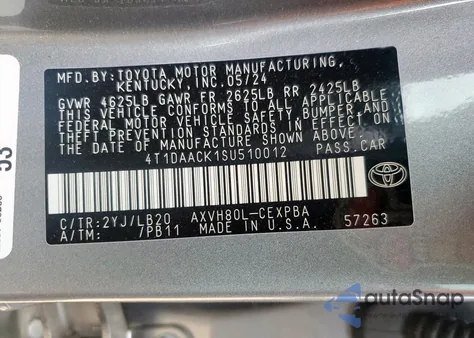 MFD.BY:TOYOTA MOTOR MANUFACTURING,
KENTUCKY, INC.05/24
GVWR 4625LB GAWR FR 2625LB RR 2425LB
THIS VEHICLE CONFORMS TO ALL APPLICABLE
FEDERAL MOTOR VEHICLE SAFETY, BUMPER, AND
THEFT PREVENTION STANDARDS IN EFFECT ON
THE DATE OF MANUFACTURE SHOWN ABOVE.
4T1DAACK1SU510012 PASS.CAR
C/TR:2YJ/LB20 AXVH80L-CEXPBA
A/TM: 7PB11 MADE IN U.S.A. 57263
53
autoSnap